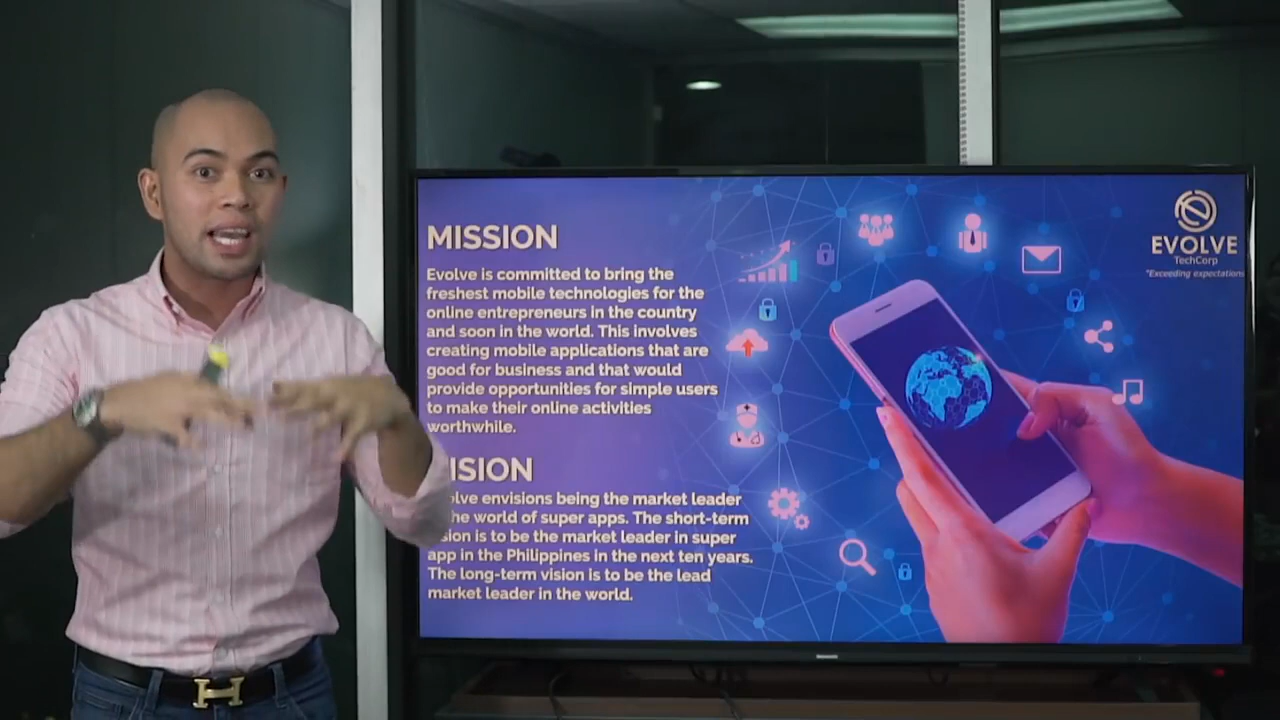 MISSION
Evolve is committed to bring the
freshest mobile technologies for the
online entrepreneurs in the country
and soon in the world. This involves
creating mobile applications that are
good for business and that would
provide opportunities for simple users
to make their online activities
worthwhile.
ISION
olve envisions being the market leader
the world of super apps. The short-term
sion is to be the market leader in super
app in the Philippines in the next ten years.
The long-term vision is to be the lead
market leader in the world.
EVOLVE
TechCorp
"Exceeding expectations